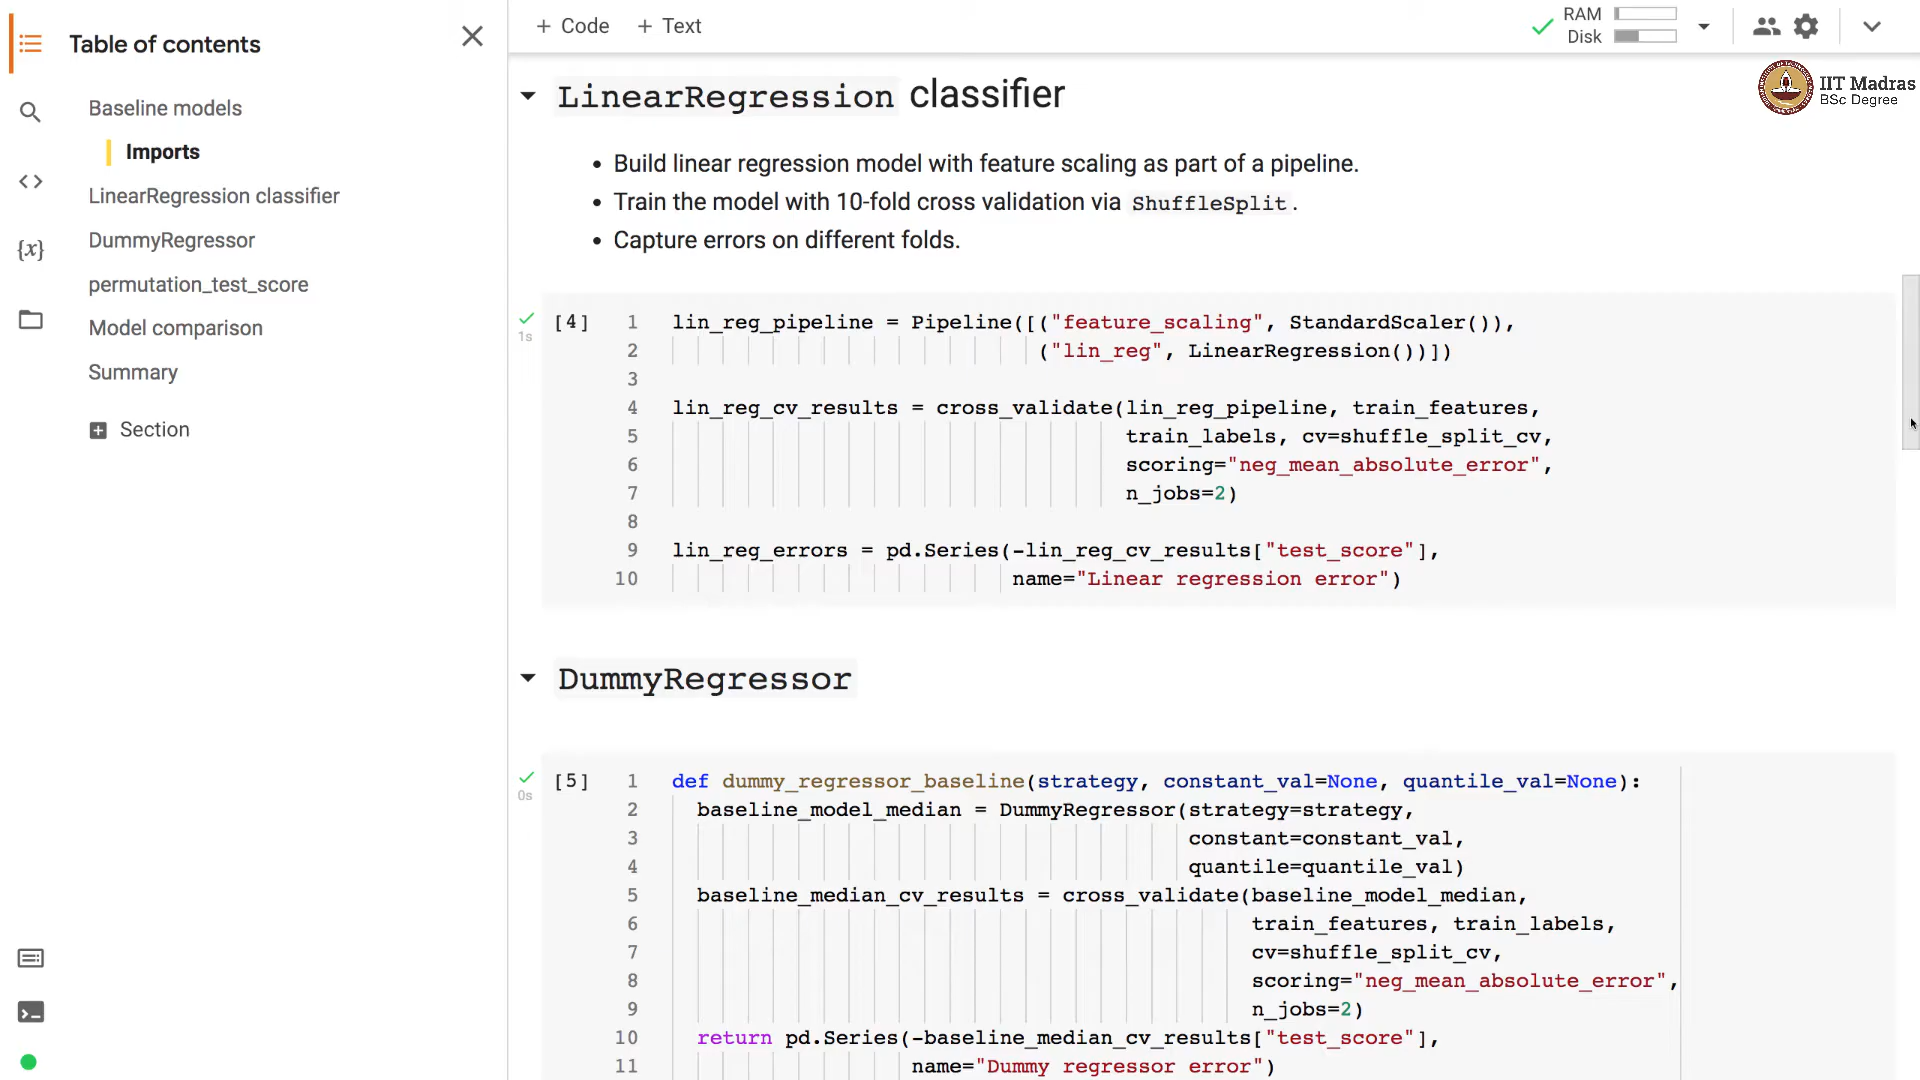 Table of contents
Baseline models
Imports
LinearRegression classifier
DummyRegressor
permutation_test_score
Model comparison
Summary
Section
+ Code + Text
RAM
Disk
IIT Madras
BSc Degree
LinearRegression classifier
• Build linear regression model with feature scaling as part of a pipeline.
• Train the model with 10-fold cross validation via ShuffleSplit.
• Capture errors on different folds.
1s
[4]
1 lin_reg_pipeline = Pipeline([("feature_scaling", StandardScaler()),
2 ("lin_reg", LinearRegression())])
3
4 lin_reg_cv_results = cross_validate(lin_reg_pipeline, train_features,
5 train_labels, cv=shuffle_split_cv,
6 scoring="neg_mean_absolute_error",
7 n_jobs=2)
8
9 lin_reg_errors = pd.Series(-lin_reg_cv_results["test_score"],
10 name="Linear regression error")
DummyRegressor
0s
[5]
1 def dummy_regressor_baseline(strategy, constant_val=None, quantile_val=None):
2 baseline_model_median = DummyRegressor(strategy=strategy,
3 constant=constant_val,
4 quantile=quantile_val)
5 baseline_median_cv_results = cross_validate(baseline_model_median,
6 train_features, train_labels,
7 cv=shuffle_split_cv,
8 scoring="neg_mean_absolute_error",
9 n_jobs=2)
10 return pd.Series(-baseline_median_cv_results["test_score"],
11 name="Dummy regressor error")